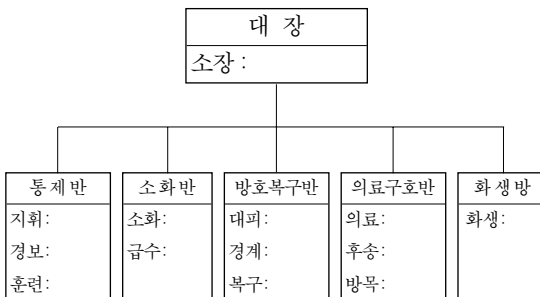 대 장
소장 :
통제반
지휘:
경보:
훈련:
소화반
소화:
급수:
방호복구반
대피:
경계:
복구:
의료구호반
의료:
후송:
방목:
화생방
화생: